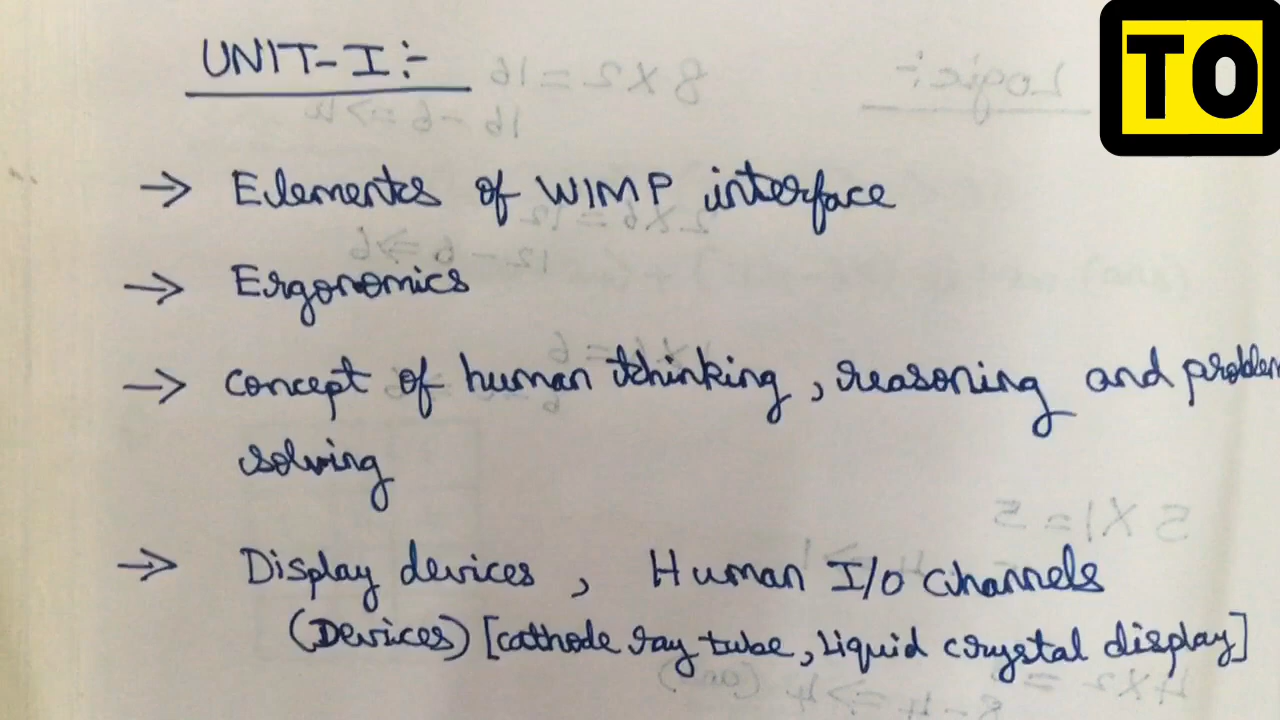 UNIT-I:-
TO
→ Elements of WIMP interface
→ Ergonomics
→ concept of human thinking, reasoning and problem
solving
→ Display devices, Human I/O channels
(Devices) [cathode ray tube, Liquid crystal display]